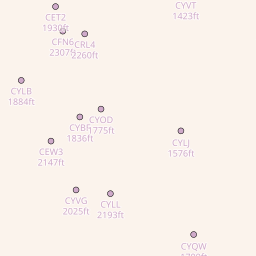 CYVT
1423ft
CET2
1930ft
CFN6
2307ft
CRL4
2260ft
CYLB
1884ft
CYOD
1775ft
CYBF
1836ft
CYLJ
1576ft
CEW3
2147ft
CYVG
2025ft
CYLL
2193ft
CYQW